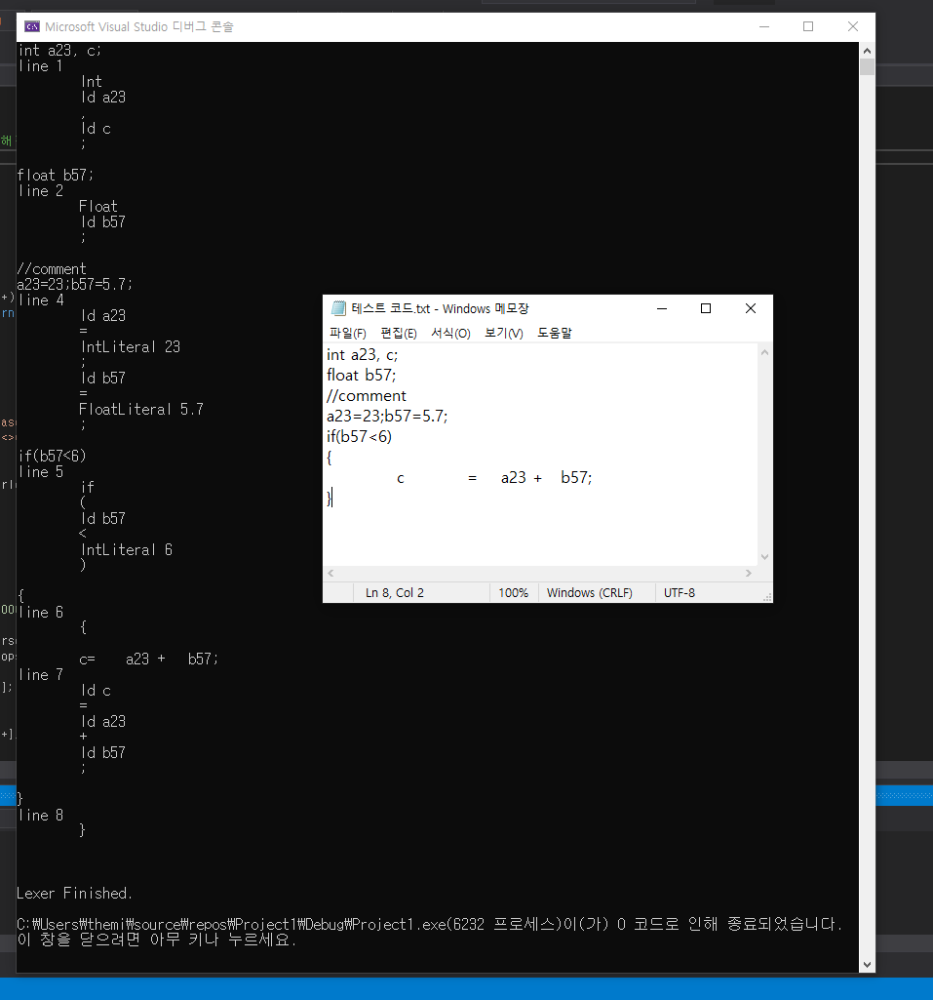 Microsoft Visual Studio 디버그 콘솔
int a23, c;
line 1
Int
Id a23
,
Id c
;
float b57;
line 2
Float
Id b57
;
//comment
a23=23;b57=5.7;
line 4
Id a23
=
IntLiteral 23
;
Id b57
=
FloatLiteral 5.7
;
if(b57<6)
line 5
if
(
Id b57
<
IntLiteral 6
)
{
line 6
{
c= a23 + b57;
line 7
Id c
=
Id a23
+
Id b57
;
}
line 8
}
Lexer Finished.
C:₩Users₩themi₩source₩repos₩Project1₩Debug₩Project1.exe(6232 프로세스)이(가) 0 코드로 인해 종료되었습니다.
이 창을 닫으려면 아무 키나 누르세요.
테스트 코드.txt - Windows 메모장
파일(F) 편집(E) 서식(O) 보기(V) 도움말
int a23, c;
float b57;
//comment
a23=23;b57=5.7;
if(b57<6)
{
c = a23 + b57;
}
Ln 8, Col 2 100% Windows (CRLF) UTF-8
해
+)
rn
as
<>
rl
00
rs
op
];
+]